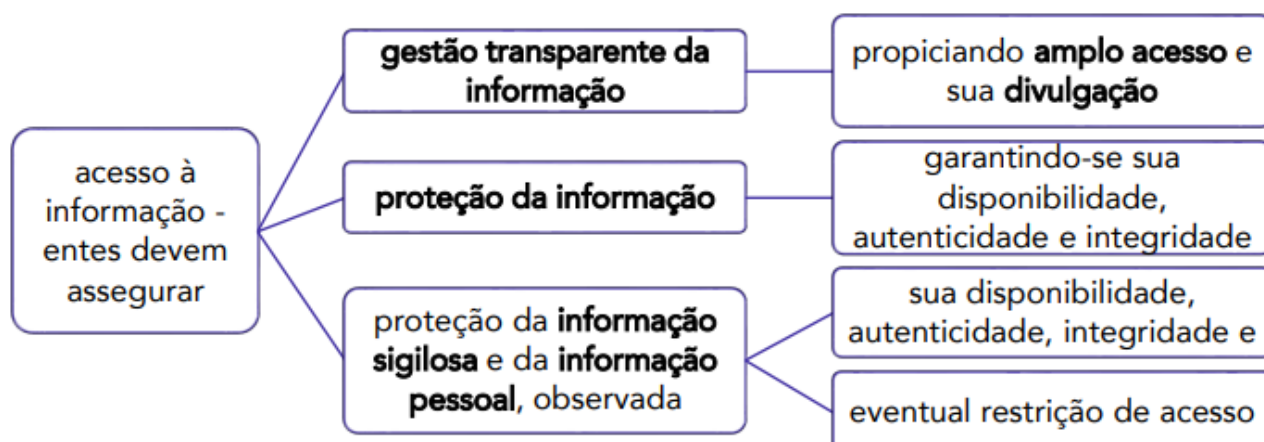 acesso à
informação -
entes devem
assegurar
gestão transparente da
informação
propiciando amplo acesso e
sua divulgação
proteção da informação
garantindo-se sua
disponibilidade,
autenticidade e integridade
proteção da informação
sigilosa e da informação
pessoal, observada
sua disponibilidade,
autenticidade, integridade e
eventual restrição de acesso